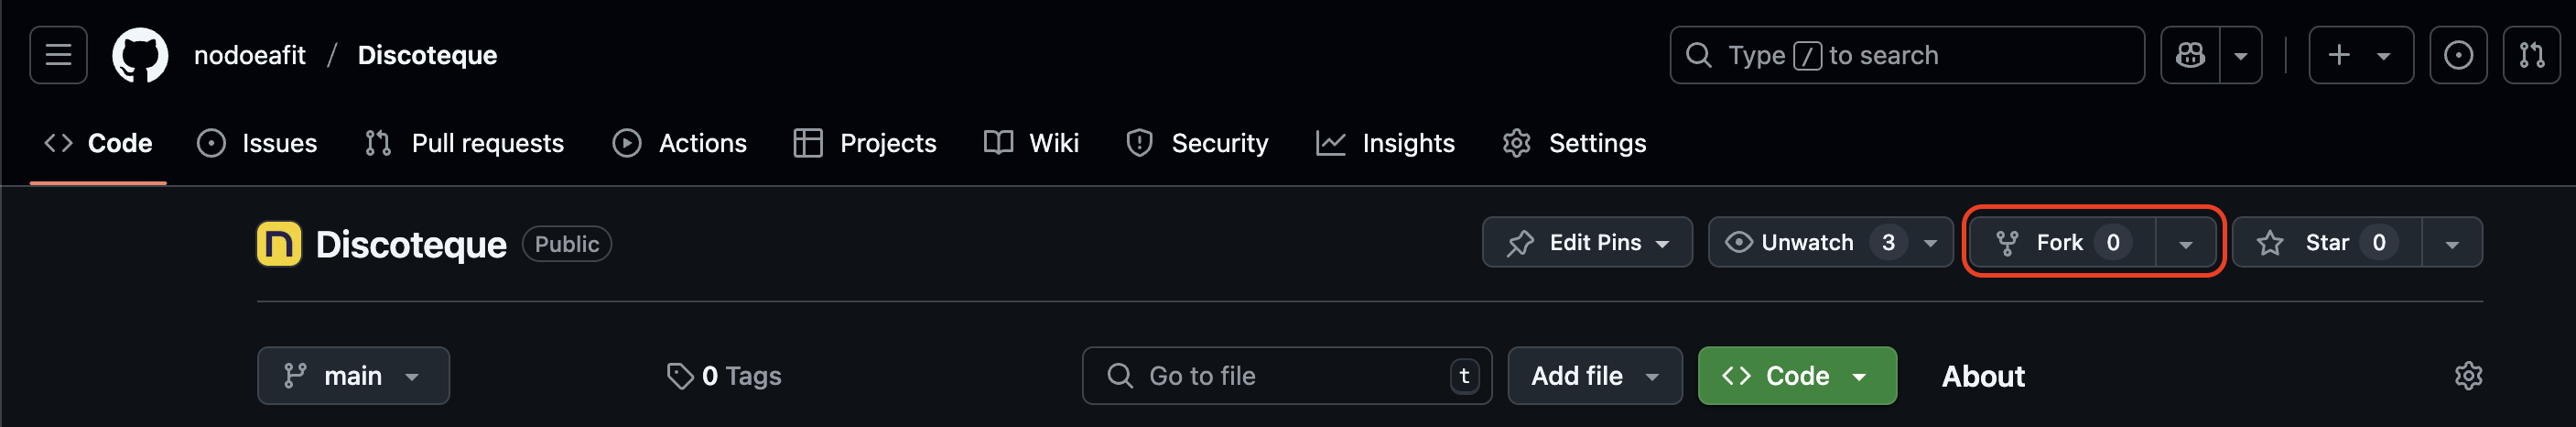 nodoeafit / Discoteque
Type / to search
Code Issues Pull requests Actions Projects Wiki Security Insights Settings
n Discoteque Public Edit Pins Unwatch 3 Fork 0 Star 0
main 0 Tags Go to file t Add file Code About